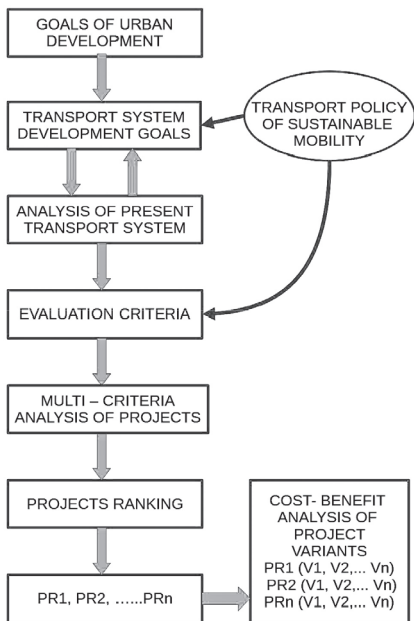 GOALS OF URBAN
DEVELOPMENT
TRANSPORT SYSTEM
DEVELOPMENT GOALS
TRANSPORT POLICY
OF SUSTAINABLE
MOBILITY
ANALYSIS OF PRESENT
TRANSPORT SYSTEM
EVALUATION CRITERIA
MULTI – CRITERIA
ANALYSIS OF PROJECTS
PROJECTS RANKING
PR1, PR2, …...PRn
COST- BENEFIT
ANALYSIS OF
PROJECT
VARIANTS
PR1 (V1, V2,... Vn)
PR2 (V1, V2,... Vn)
PRn (V1, V2,... Vn)